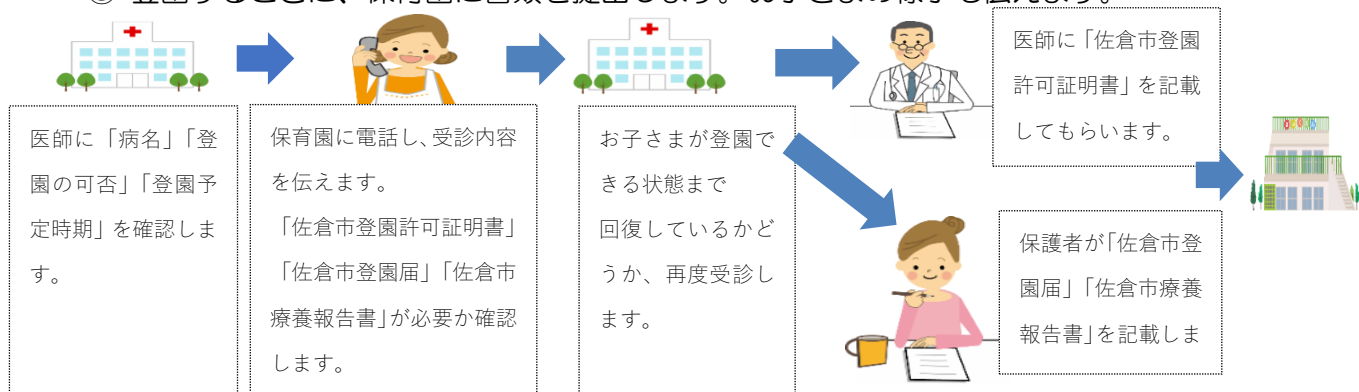 医師に「病名」「登
園の可否」「登園予
定時期」を確認しま
す。
保育園に電話し、受診内容
を伝えます。
「佐倉市登園許可証明書」
「佐倉市登園届」「佐倉市
療養報告書」が必要か確認
します。
お子さまが登園で
きる状態まで
回復しているかど
うか、再度受診し
ます。
医師に「佐倉市登園
許可証明書」を記載
してもらいます。
保護者が「佐倉市登
園届」「佐倉市療養
報告書」を記載しま